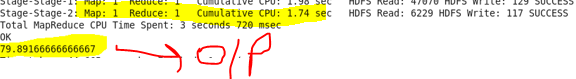 Stage-Stage-1: Map: 1 Reduce: 1 Cumulative CPU: 1.98 sec HDFS Read: 47070 HDFS Write: 129 SUCCESS
Stage-Stage-2: Map: 1 Reduce: 1 Cumulative CPU: 1.74 sec HDFS Read: 6229 HDFS Write: 117 SUCCESS
Total MapReduce CPU Time Spent: 3 seconds 720 msec
OK
79.89166666666667 O/P